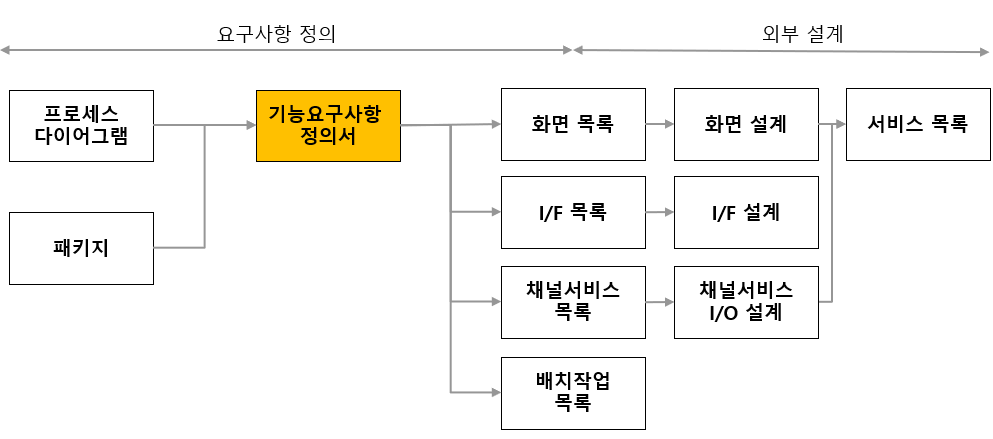 요구사항 정의
외부 설계
프로세스
다이어그램
기능요구사항
정의서
화면 목록
화면 설계
서비스 목록
패키지
I/F 목록
I/F 설계
채널서비스
목록
채널서비스
I/O 설계
배치작업
목록